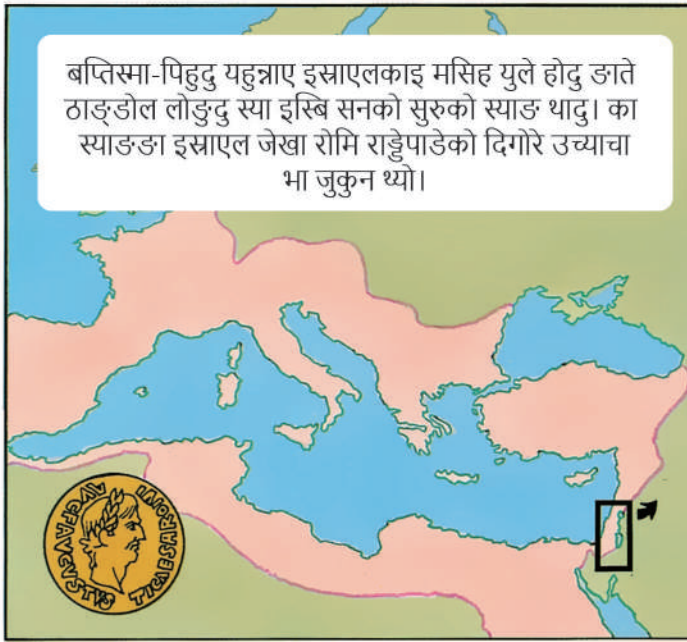 बप्तिस्मा-पिहुदु यहुन्नाए इस्राएलकाइ मसिह युले होदु ङाते
ठाङ्डोल लोङुदु स्या इस्बि सनको सुरुको स्याङ थादु। का
स्याङङा इस्राएल जेखा रोमि राड्डेपाडेको दिगोरे उच्याचा
भा जुकुन थ्यो।